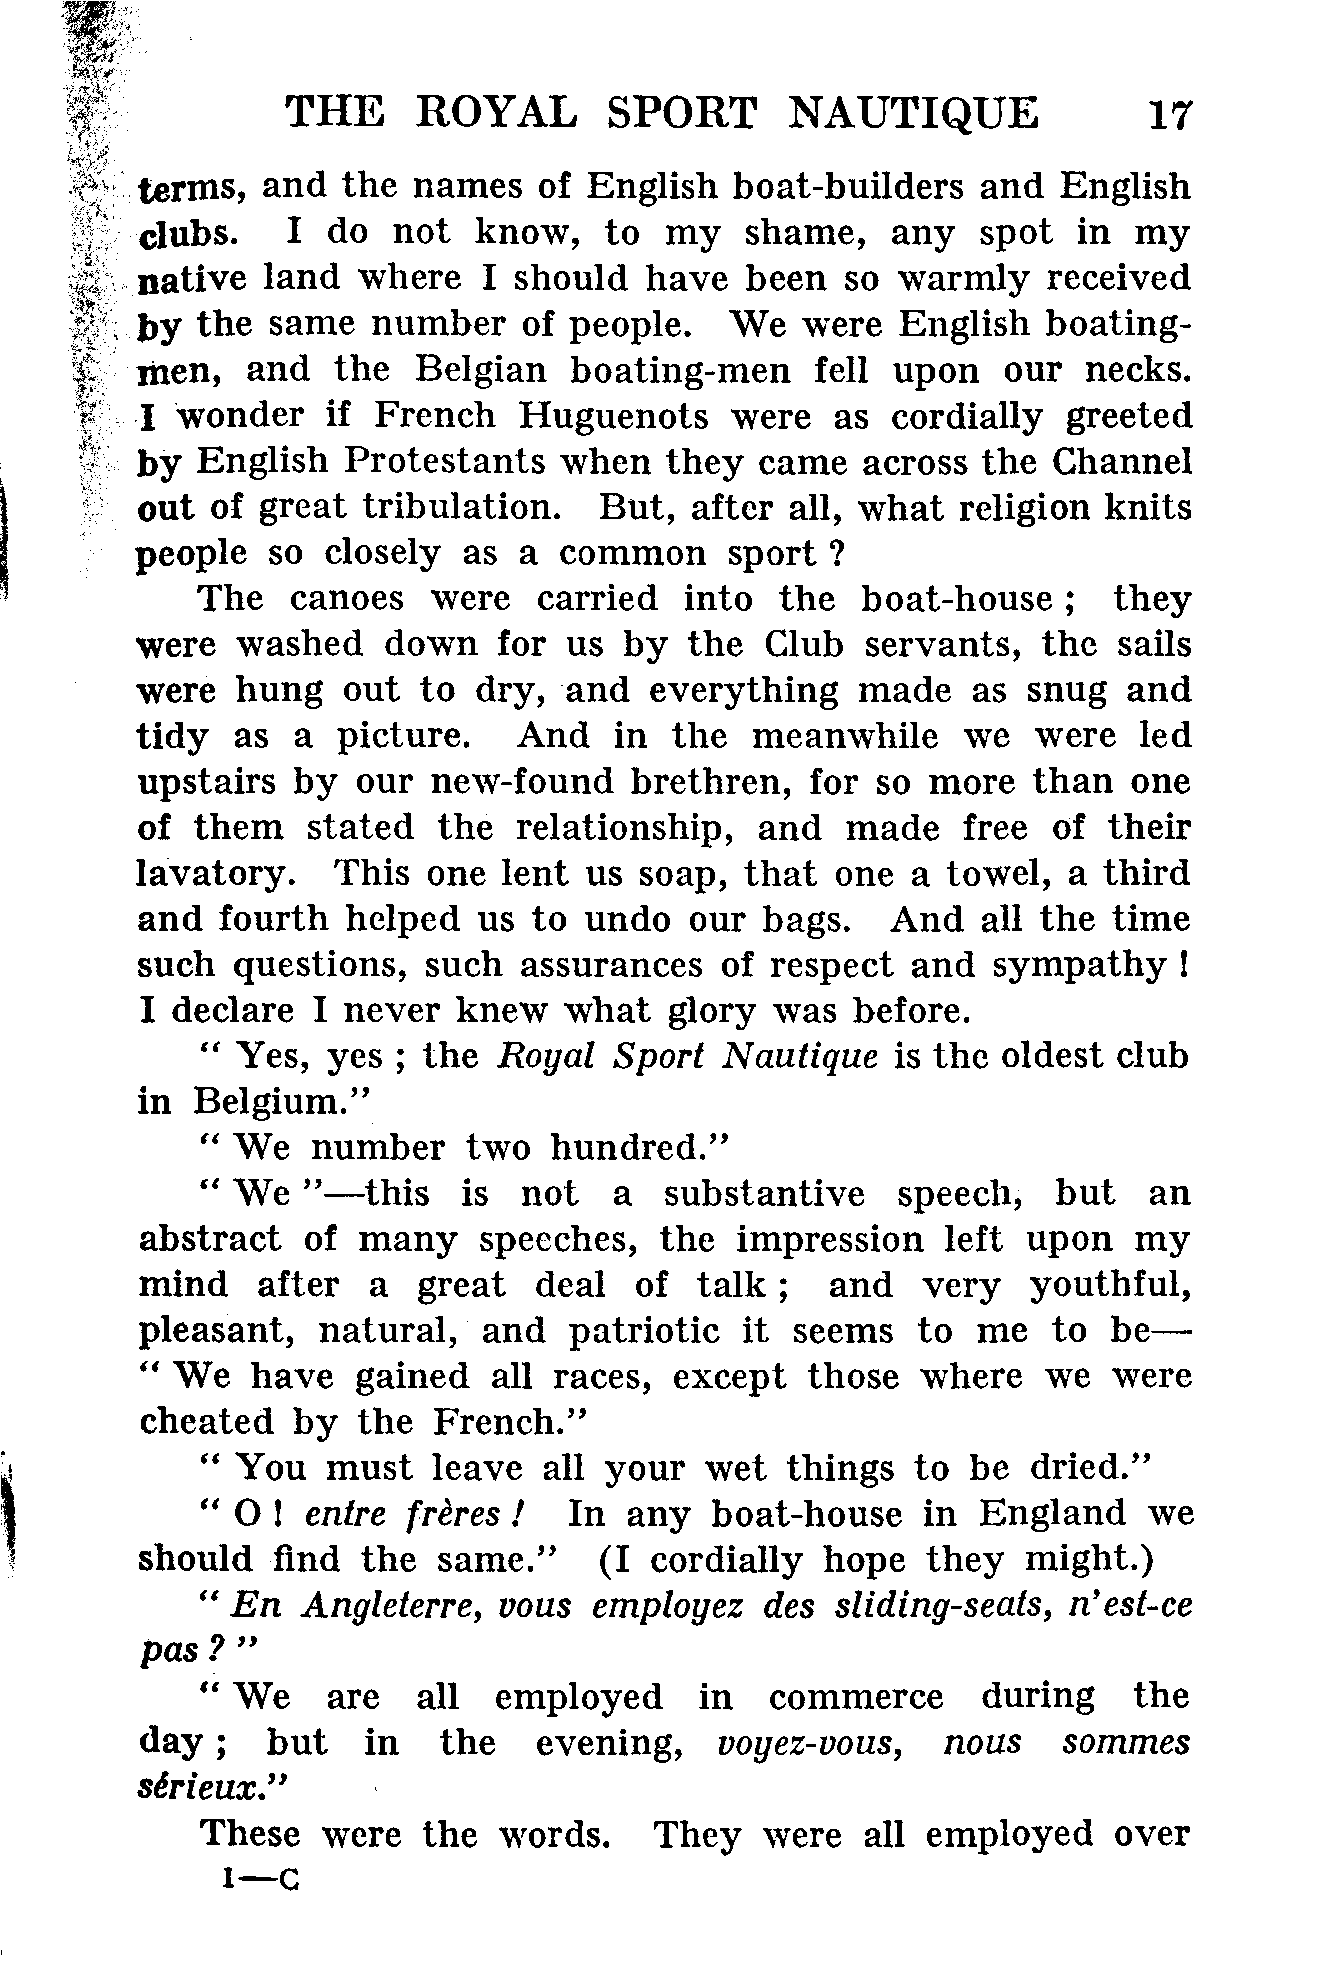 THE ROYAL SPORT NAUTIQUE 17
terms, and the names of English boat-builders and English
clubs. I do not know, to my shame, any spot in my
native land where I should have been so warmly received
by the same number of people. We were English boating-
men, and the Belgian boating-men fell upon our necks.
I wonder if French Huguenots were as cordially greeted
by English Protestants when they came across the Channel
out of great tribulation. But, after all, what religion knits
people so closely as a common sport ?
The canoes were carried into the boat-house ; they
were washed down for us by the Club servants, the sails
were hung out to dry, and everything made as snug and
tidy as a picture. And in the meanwhile we were led
upstairs by our new-found brethren, for so more than one
of them stated the relationship, and made free of their
lavatory. This one lent us soap, that one a towel, a third
and fourth helped us to undo our bags. And all the time
such questions, such assurances of respect and sympathy !
I declare I never knew what glory was before.
“ Yes, yes ; the Royal Sport Nautique is the oldest club
in Belgium.”
“ We number two hundred.”
“ We ”—this is not a substantive speech, but an
abstract of many speeches, the impression left upon my
mind after a great deal of talk ; and very youthful,
pleasant, natural, and patriotic it seems to me to be—
“ We have gained all races, except those where we were
cheated by the French.”
“ You must leave all your wet things to be dried.”
“ O ! entre frères ! In any boat-house in England we
should find the same.” (I cordially hope they might.)
“ En Angleterre, vous employez des sliding-seats, n’est-ce
pas ? ”
“ We are all employed in commerce during the
day ; but in the evening, voyez-vous, nous sommes
sérieux.”
These were the words. They were all employed over
I—C